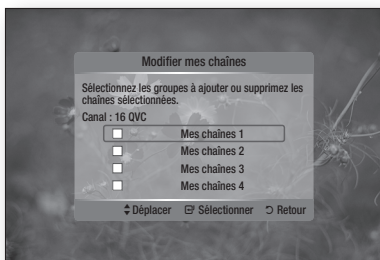 Modifier mes chaînes
Sélectionnez les groupes à ajouter ou supprimez les
chaînes sélectionnées.
Canal : 16 QVC
Mes chaînes 1
Mes chaînes 2
Mes chaînes 3
Mes chaînes 4
Déplacer Sélectionner Retour